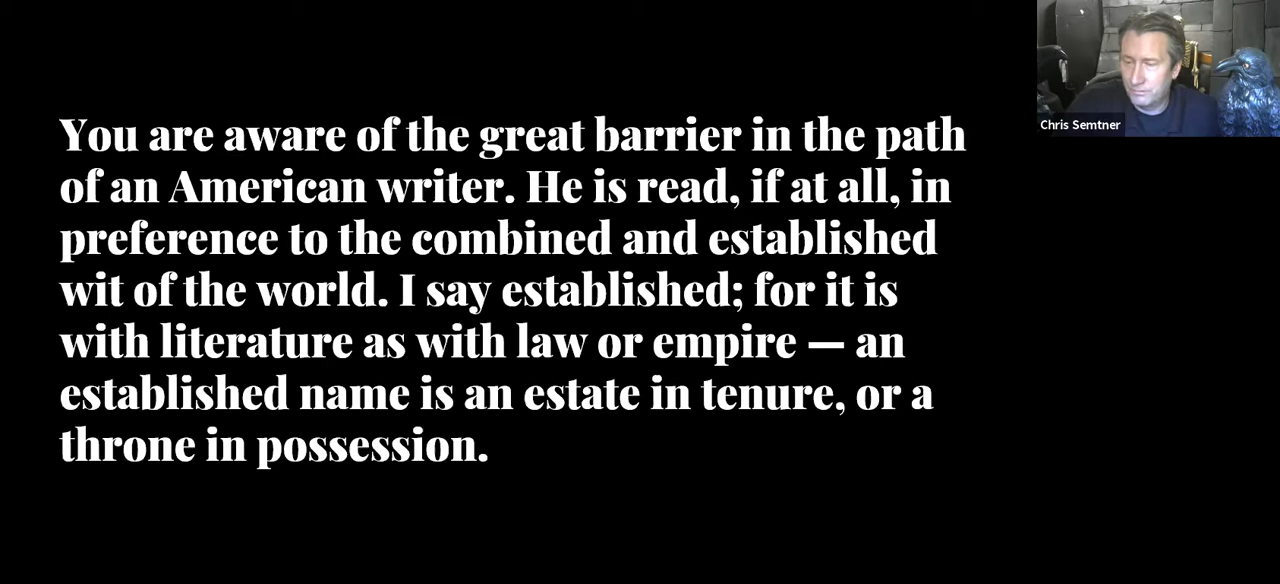 You are aware of the great barrier in the path
of an American writer. He is read, if at all, in
preference to the combined and established
wit of the world. I say established; for it is
with literature as with law or empire — an
established name is an estate in tenure, or a
throne in possession.
Chris Semtner